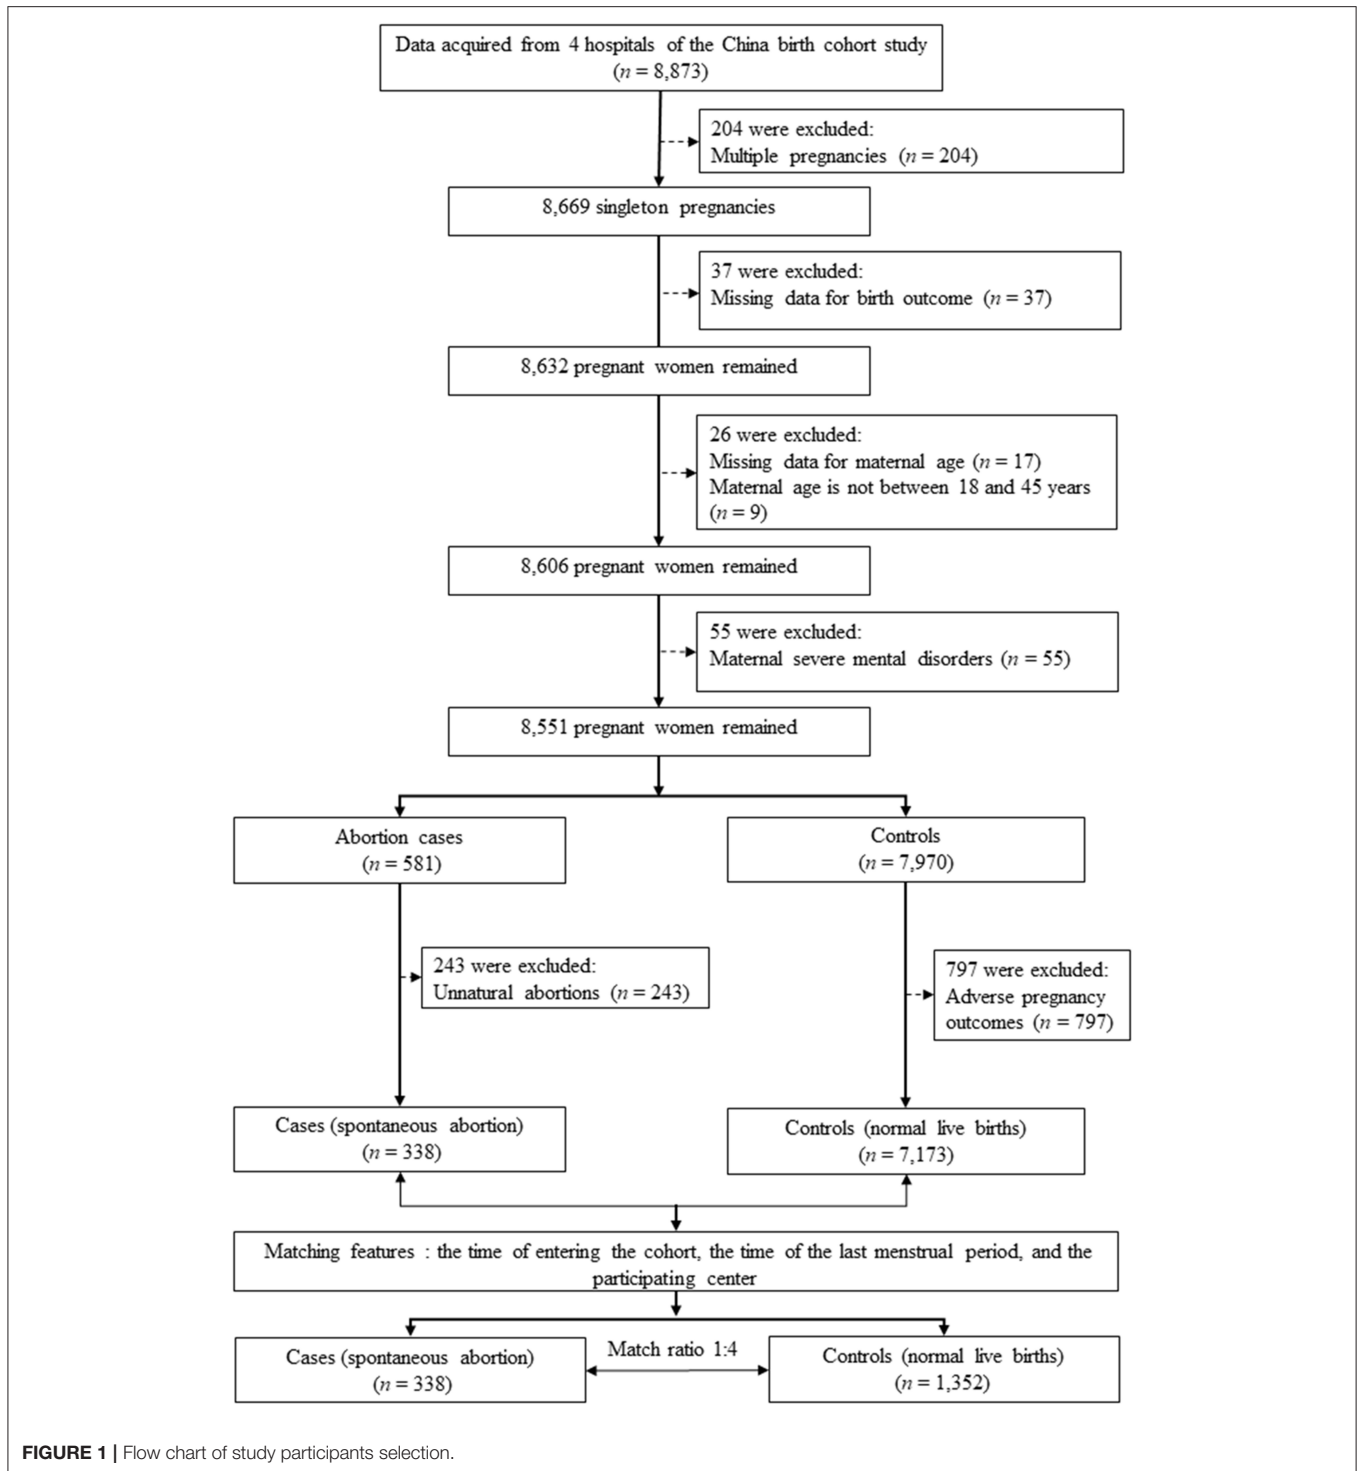 Data acquired from 4 hospitals of the China birth cohort study
(n = 8,873)
204 were excluded:
Multiple pregnancies (n = 204)
8,669 singleton pregnancies
37 were excluded:
Missing data for birth outcome (n = 37)
8,632 pregnant women remained
26 were excluded:
Missing data for maternal age (n = 17)
Maternal age is not between 18 and 45 years
(n = 9)
8,606 pregnant women remained
55 were excluded:
Maternal severe mental disorders (n = 55)
8,551 pregnant women remained
Abortion cases
(n = 581)
Controls
(n = 7,970)
243 were excluded:
Unnatural abortions (n = 243)
797 were excluded:
Adverse pregnancy
outcomes (n = 797)
Cases (spontaneous abortion)
(n = 338)
Controls (normal live births)
(n = 7,173)
Matching features : the time of entering the cohort, the time of the last menstrual period, and the
participating center
Cases (spontaneous abortion)
(n = 338)
Match ratio 1:4
Controls (normal live births)
(n = 1,352)
FIGURE 1 | Flow chart of study participants selection.